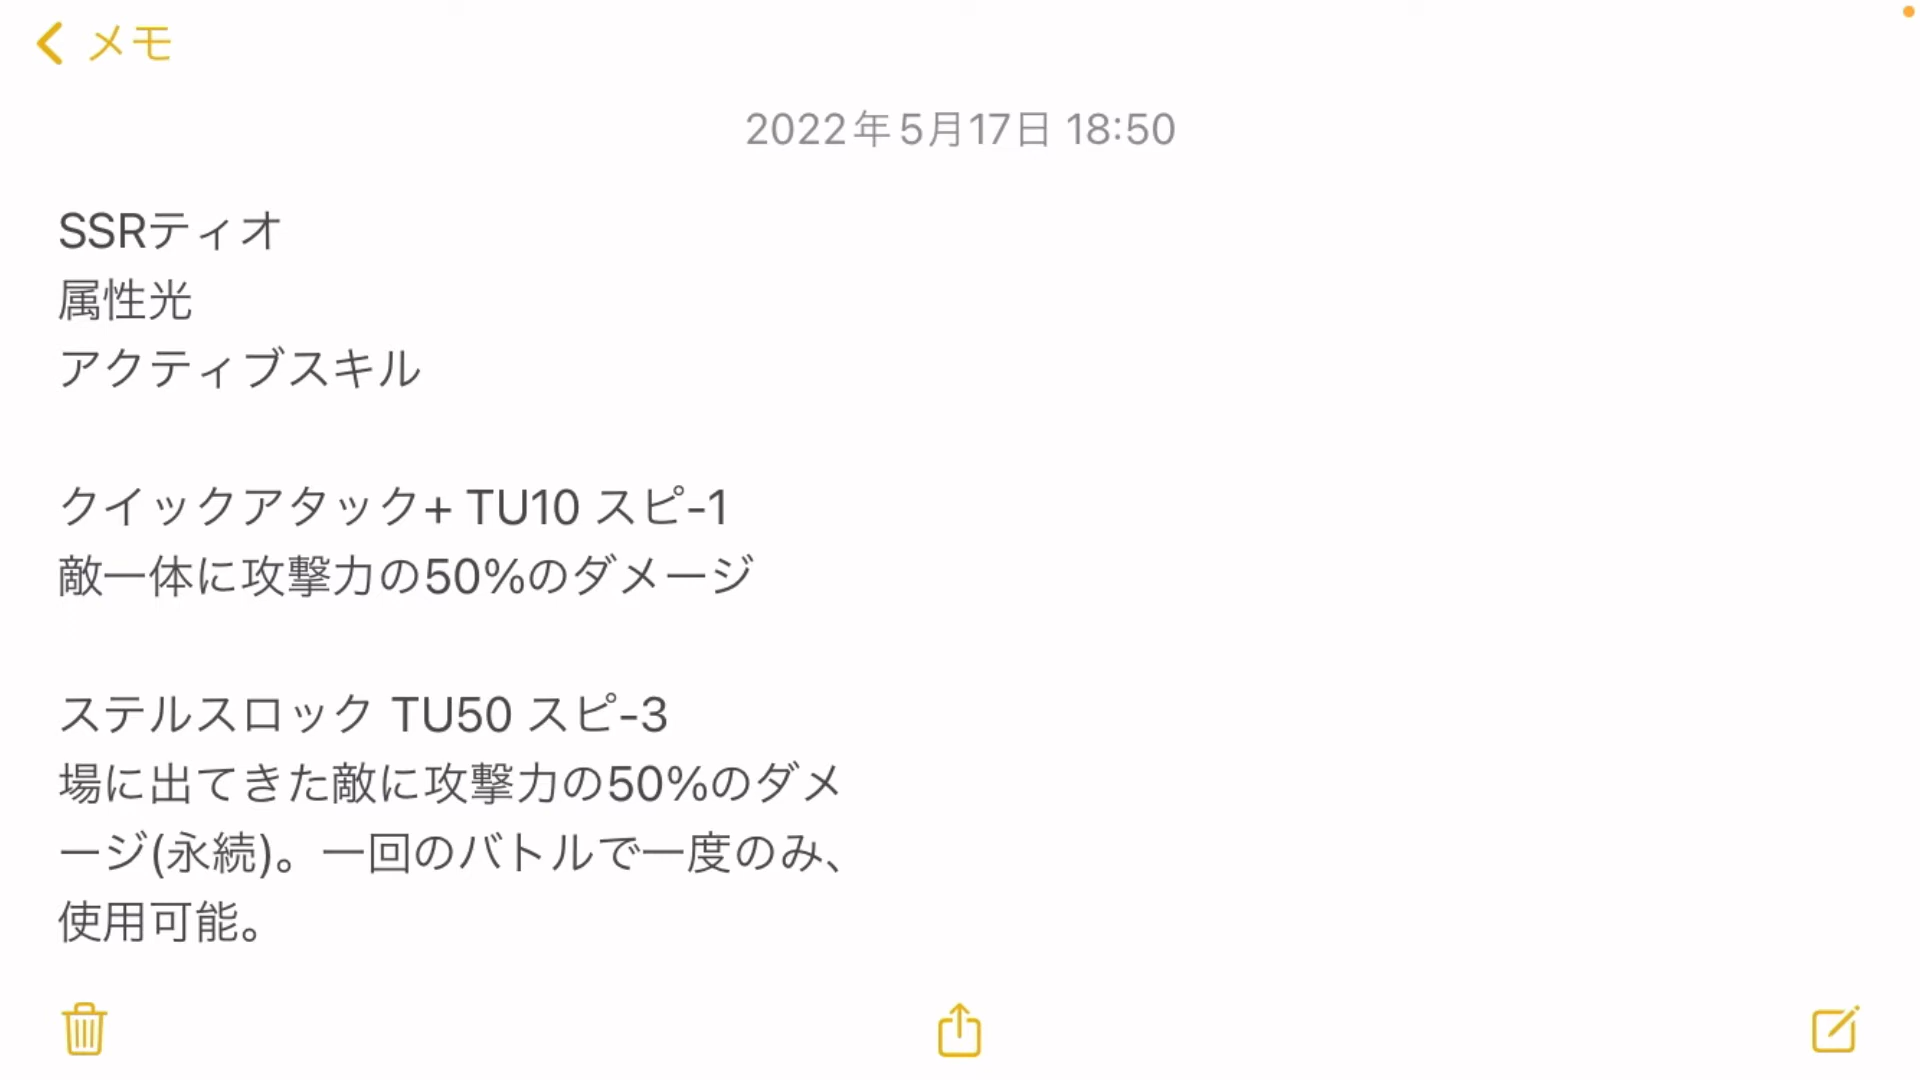 メモ
2022年5月17日 18:50
SSRティオ
属性光
アクティブスキル
クイックアタック+ TU10 スピ-1
敵一体に攻撃力の50%のダメージ
ステルスロック TU50 スピ-3
場に出てきた敵に攻撃力の50%のダメ
ージ(永続)。一回のバトルで一度のみ、
使用可能。